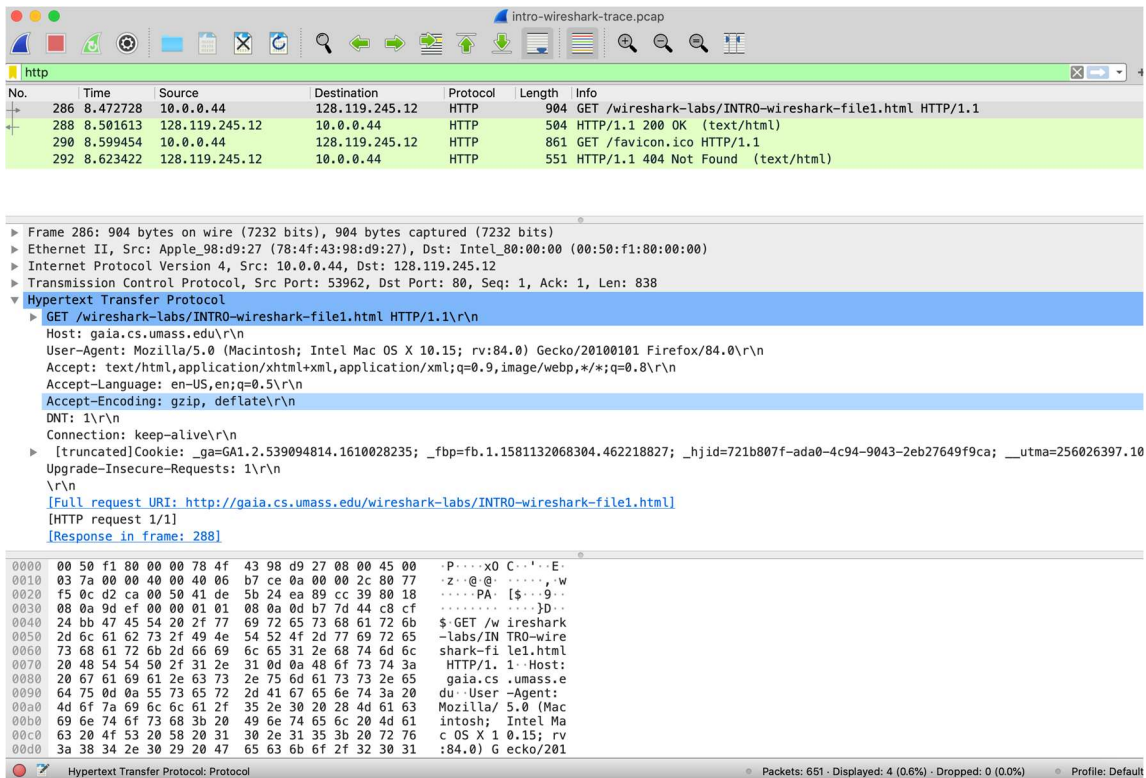 intro-wireshark-trace.pcap
http
No. Time Source Destination Protocol Length Info
286 8.472728 10.0.0.44 128.119.245.12 HTTP 904 GET /wireshark-labs/INTRO-wireshark-file1.html HTTP/1.1
288 8.501613 128.119.245.12 10.0.0.44 HTTP 504 HTTP/1.1 200 OK (text/html)
290 8.599454 10.0.0.44 128.119.245.12 HTTP 861 GET /favicon.ico HTTP/1.1
292 8.623422 128.119.245.12 10.0.0.44 HTTP 551 HTTP/1.1 404 Not Found (text/html)
Frame 286: 904 bytes on wire (7232 bits), 904 bytes captured (7232 bits)
Ethernet II, Src: Apple_98:d9:27 (78:4f:43:98:d9:27), Dst: Intel_80:00:00 (00:50:f1:80:00:00)
Internet Protocol Version 4, Src: 10.0.0.44, Dst: 128.119.245.12
Transmission Control Protocol, Src Port: 53962, Dst Port: 80, Seq: 1, Ack: 1, Len: 838
Hypertext Transfer Protocol
GET /wireshark-labs/INTRO-wireshark-file1.html HTTP/1.1\r\n
Host: gaia.cs.umass.edu\r\n
User-Agent: Mozilla/5.0 (Macintosh; Intel Mac OS X 10.15; rv:84.0) Gecko/20100101 Firefox/84.0\r\n
Accept: text/html,application/xhtml+xml,application/xml;q=0.9,image/webp,*/*;q=0.8\r\n
Accept-Language: en-US,en;q=0.5\r\n
Accept-Encoding: gzip, deflate\r\n
DNT: 1\r\n
Connection: keep-alive\r\n
[truncated]Cookie: _ga=GA1.2.539094814.1610028235; _fbp=fb.1.1581132068304.462218827; _hjid=721b807f-ada0-4c94-9043-2eb27649f9ca; __utma=256026397.10
Upgrade-Insecure-Requests: 1\r\n
\r\n
[Full request URI: http://gaia.cs.umass.edu/wireshark-labs/INTRO-wireshark-file1.html]
[HTTP request 1/1]
[Response in frame: 288]
0000 00 50 f1 80 00 00 78 4f 43 98 d9 27 08 00 45 00 ·P····xO C··'··E·
0010 03 7a 00 00 40 00 40 06 b7 ce 0a 00 00 2c 80 77 ·z··@·@· ·····,·w
0020 f5 0c d2 ca 00 50 41 de 5b 24 ea 89 cc 39 80 18 ·····PA· [$···9··
0030 08 0a 9d ef 00 00 01 01 08 0a 0d b7 7d 44 c8 cf ········ ····}D··
0040 24 bb 47 45 54 20 2f 77 69 72 65 73 68 61 72 6b $·GET /w ireshark
0050 2d 6c 61 62 73 2f 49 4e 54 52 4f 2d 77 69 72 65 -labs/IN TRO-wire
0060 73 68 61 72 6b 2d 66 69 6c 65 31 2e 68 74 6d 6c shark-fi le1.html
0070 20 48 54 54 50 2f 31 2e 31 0d 0a 48 6f 73 74 3a HTTP/1. 1··Host:
0080 20 67 61 69 61 2e 63 73 2e 75 6d 61 73 73 2e 65 gaia.cs .umass.e
0090 64 75 0d 0a 55 73 65 72 2d 41 67 65 6e 74 3a 20 du··User -Agent:
00a0 4d 6f 7a 69 6c 6c 61 2f 35 2e 30 20 28 4d 61 63 Mozilla/ 5.0 (Mac
00b0 69 6e 74 6f 73 68 3b 20 49 6e 74 65 6c 20 4d 61 intosh; Intel Ma
00c0 63 20 4f 53 20 58 20 31 30 2e 31 35 3b 20 72 76 c OS X 1 0.15; rv
00d0 3a 38 34 2e 30 29 20 47 65 63 6b 6f 2f 32 30 31 :84.0) G ecko/201
Hypertext Transfer Protocol: Protocol Packets: 651 · Displayed: 4 (0.6%) · Dropped: 0 (0.0%) Profile: Default